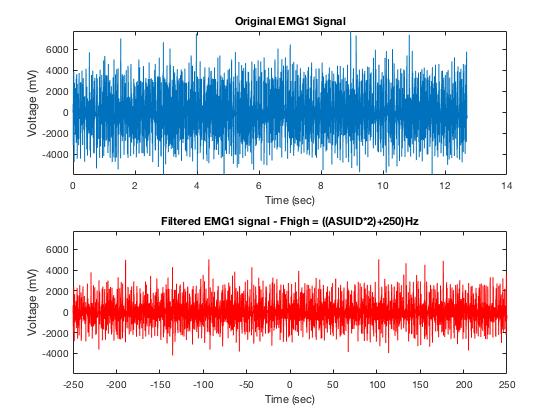 Original EMG1 Signal
Voltage (mV)
6000
4000
2000
0
-2000
-4000
0 2 4 6 8 10 12 14
Time (sec)
Filtered EMG1 signal - Fhigh = ((ASUID*2)+250)Hz
Voltage (mV)
6000
4000
2000
0
-2000
-4000
-250 -200 -150 -100 -50 0 50 100 150 200 250
Time (sec)